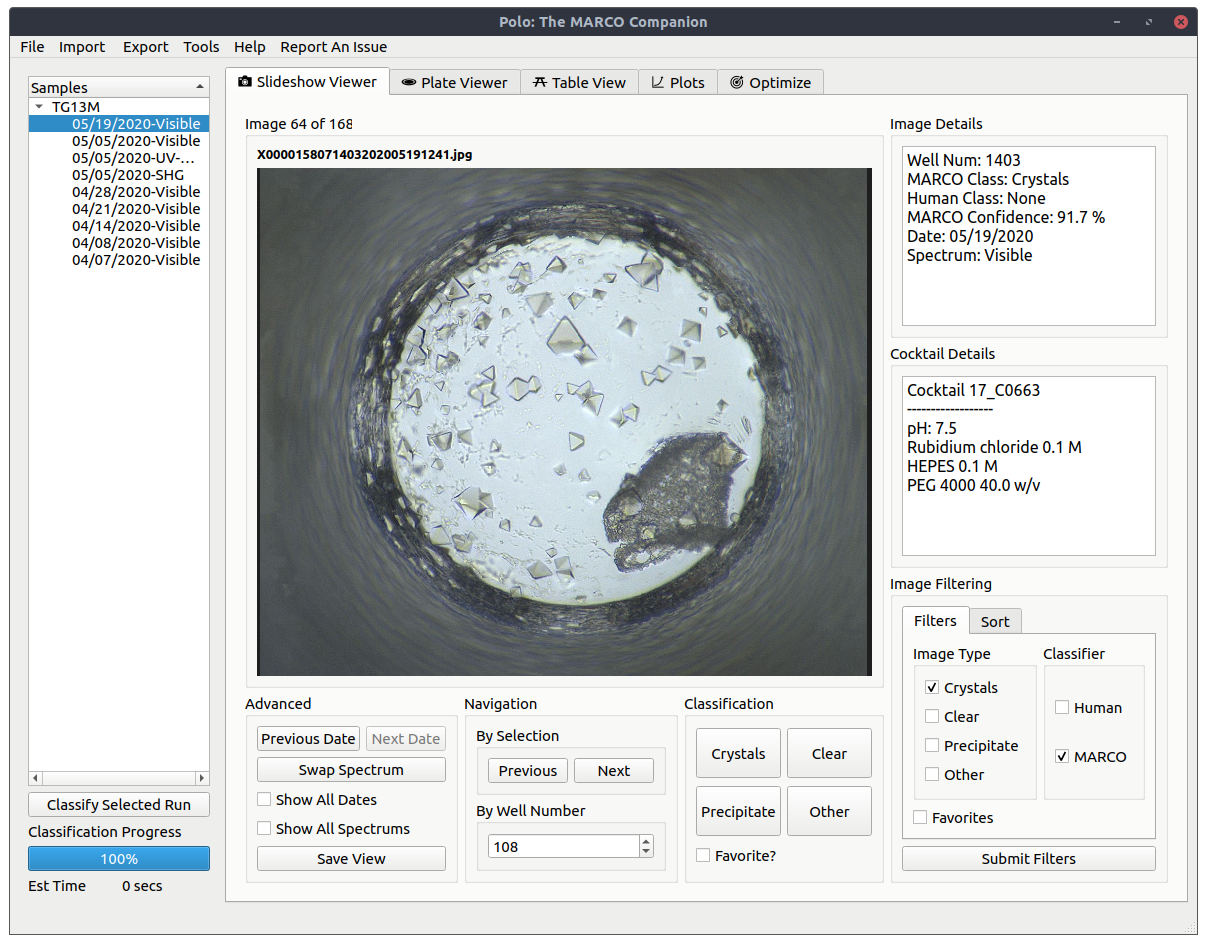 Polo: The MARCO Companion
File Import Export Tools Help Report An Issue
Samples
TG13M
05/19/2020-Visible
05/05/2020-Visible
05/05/2020-UV-...
05/05/2020-SHG
04/28/2020-Visible
04/21/2020-Visible
04/14/2020-Visible
04/08/2020-Visible
04/07/2020-Visible
Classify Selected Run
Classification Progress
100%
Est Time 0 secs
Slideshow Viewer Plate Viewer Table View Plots Optimize
Image 64 of 168
X0000158071403202005191241.jpg
Advanced
Previous Date Next Date
Swap Spectrum
Show All Dates
Show All Spectrums
Save View
Navigation
By Selection
Previous Next
By Well Number
108
Classification
Crystals Clear
Precipitate Other
Favorite?
Image Details
Well Num: 1403
MARCO Class: Crystals
Human Class: None
MARCO Confidence: 91.7 %
Date: 05/19/2020
Spectrum: Visible
Cocktail Details
Cocktail 17_C0663
------------------
pH: 7.5
Rubidium chloride 0.1 M
HEPES 0.1 M
PEG 4000 40.0 w/v
Image Filtering
Filters Sort
Image Type
Crystals
Clear
Precipitate
Other
Classifier
Human
MARCO
Favorites
Submit Filters